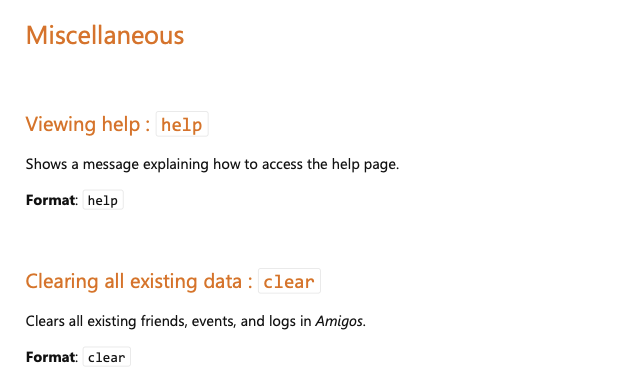 Miscellaneous
Viewing help : help
Shows a message explaining how to access the help page.
Format: help
Clearing all existing data : clear
Clears all existing friends, events, and logs in Amigos.
Format: clear